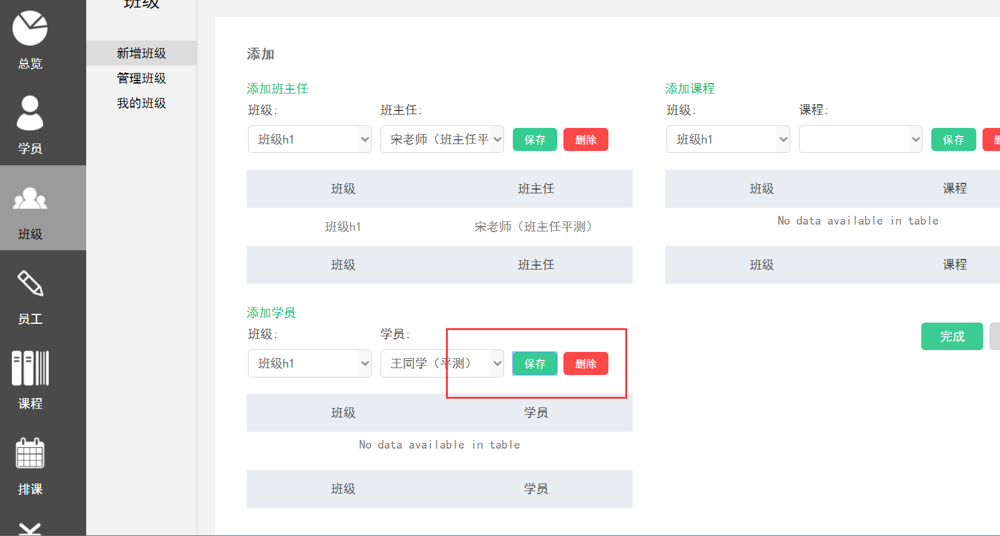 总览
学员
班级
员工
课程
排课
班级
新增班级
管理班级
我的班级
添加
添加班主任
班级: 班主任:
班级h1 宋老师（班主任平 保存 删除
班级 班主任
班级h1 宋老师（班主任平测）
班级 班主任
添加课程
班级: 课程:
班级h1 保存
班级 课程
No data available in table
班级 课程
添加学员
班级: 学员:
班级h1 王同学（平测） 保存 删除
班级 学员
No data available in table
班级 学员
完成